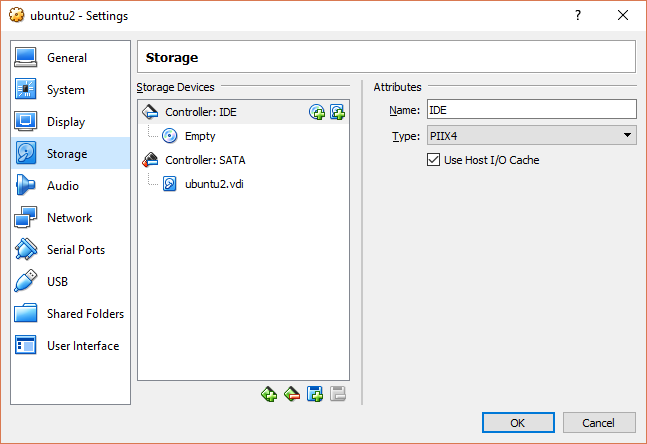 ubuntu2 - Settings
?
General
System
Display
Storage
Audio
Network
Serial Ports
USB
Shared Folders
User Interface
Storage
Storage Devices
Controller: IDE
Empty
Controller: SATA
ubuntu2.vdi
Attributes
Name: IDE
Type: PIIX4
Use Host I/O Cache
OK
Cancel